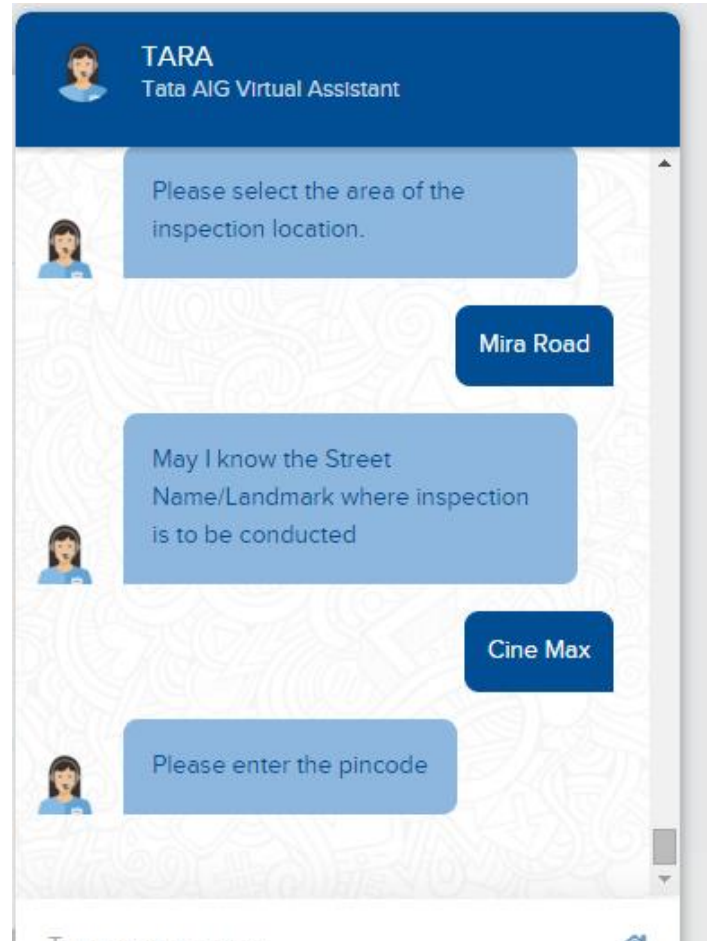 TARA
Tata AIG Virtual Assistant
Please select the area of the
inspection location.
Mira Road
May I know the Street
Name/Landmark where inspection
is to be conducted
Cine Max
Please enter the pincode